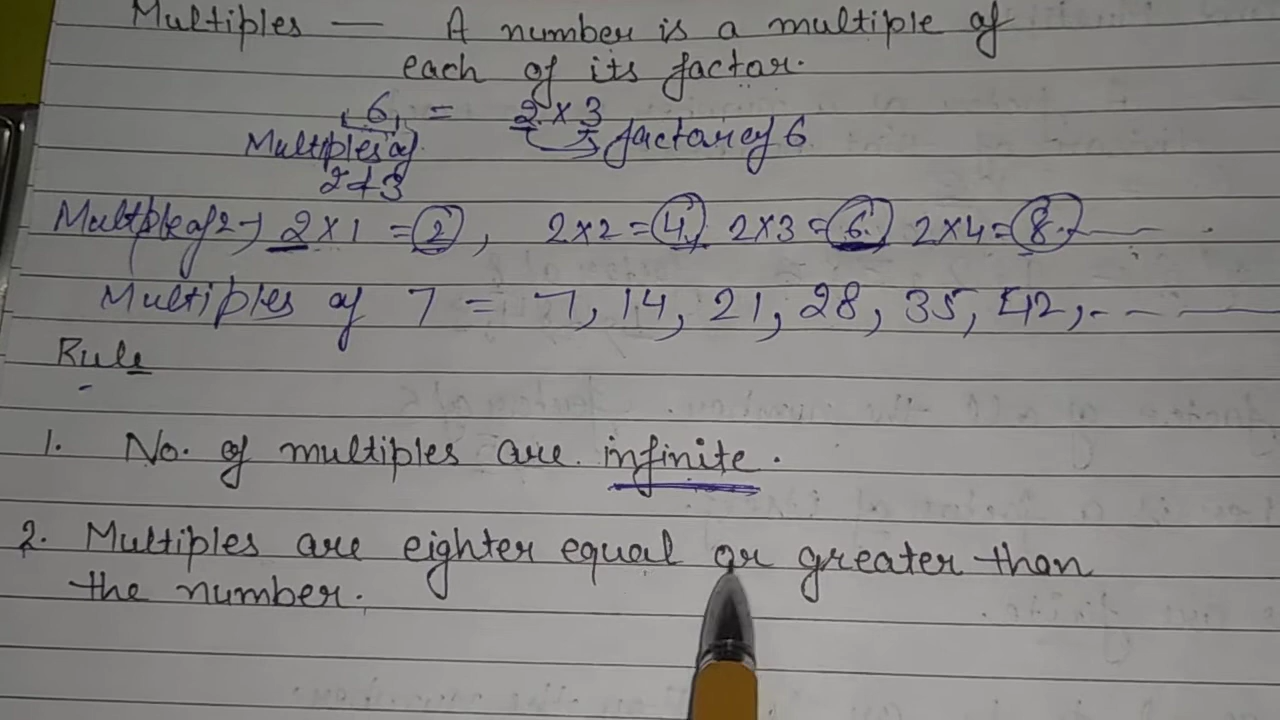 Multiples — A number is a multiple of
each of its factor.
6 = 2 × 3
Multiples of factor of 6
2 & 3
Multiple of 2 → 2×1 = 2, 2×2 = 4, 2×3 = 6, 2×4 = 8,
Multiples of 7 = 7, 14, 21, 28, 35, 42, - - —
Rule
1. No. of multiples are infinite.
2. Multiples are eighter equal or greater than
the number.